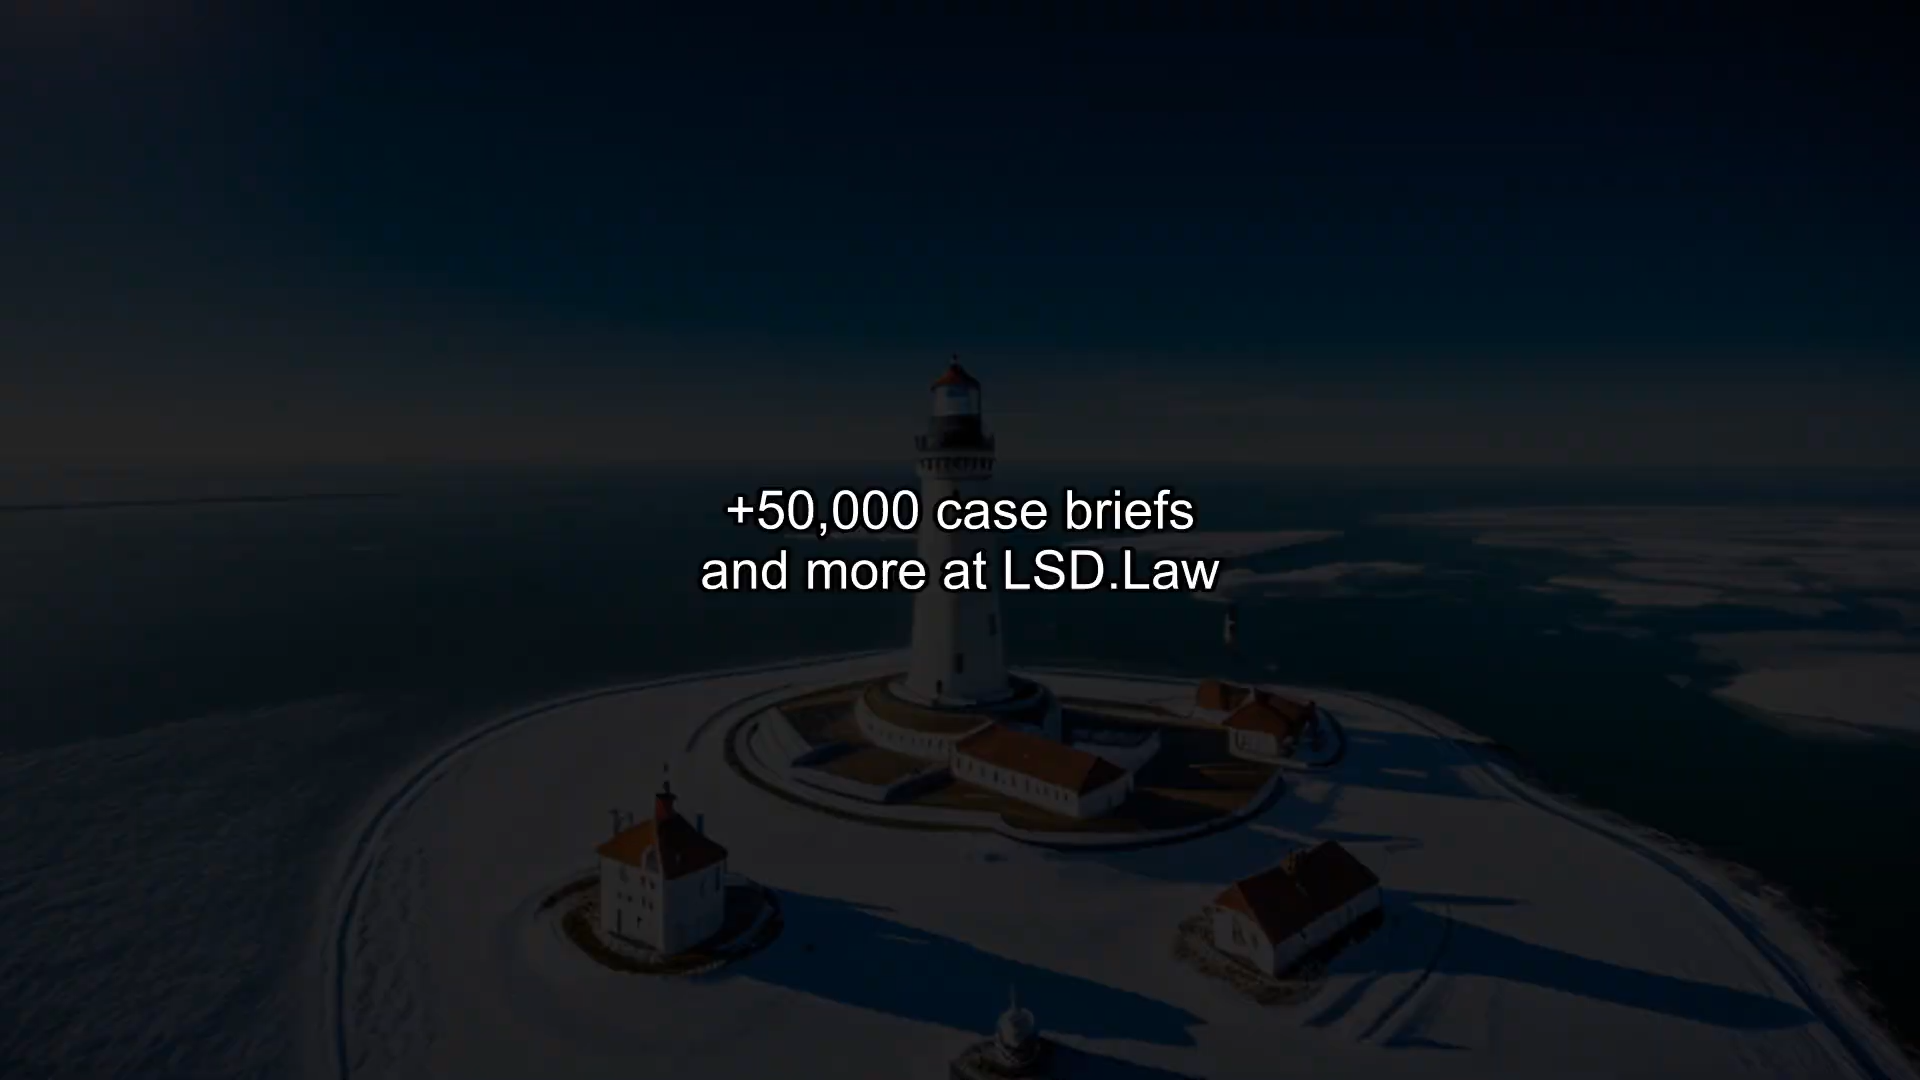 +50,000 case briefs
and more at LSD.Law